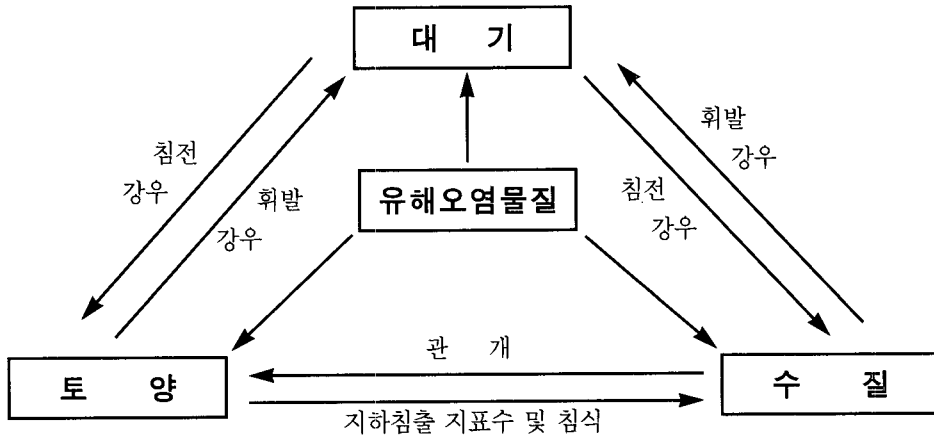 대 기
침전
강우
휘발
강우
유해오염물질
침전
강우
휘발
강우
관 개
토 양
수 질
지하침출 지표수 및 침식